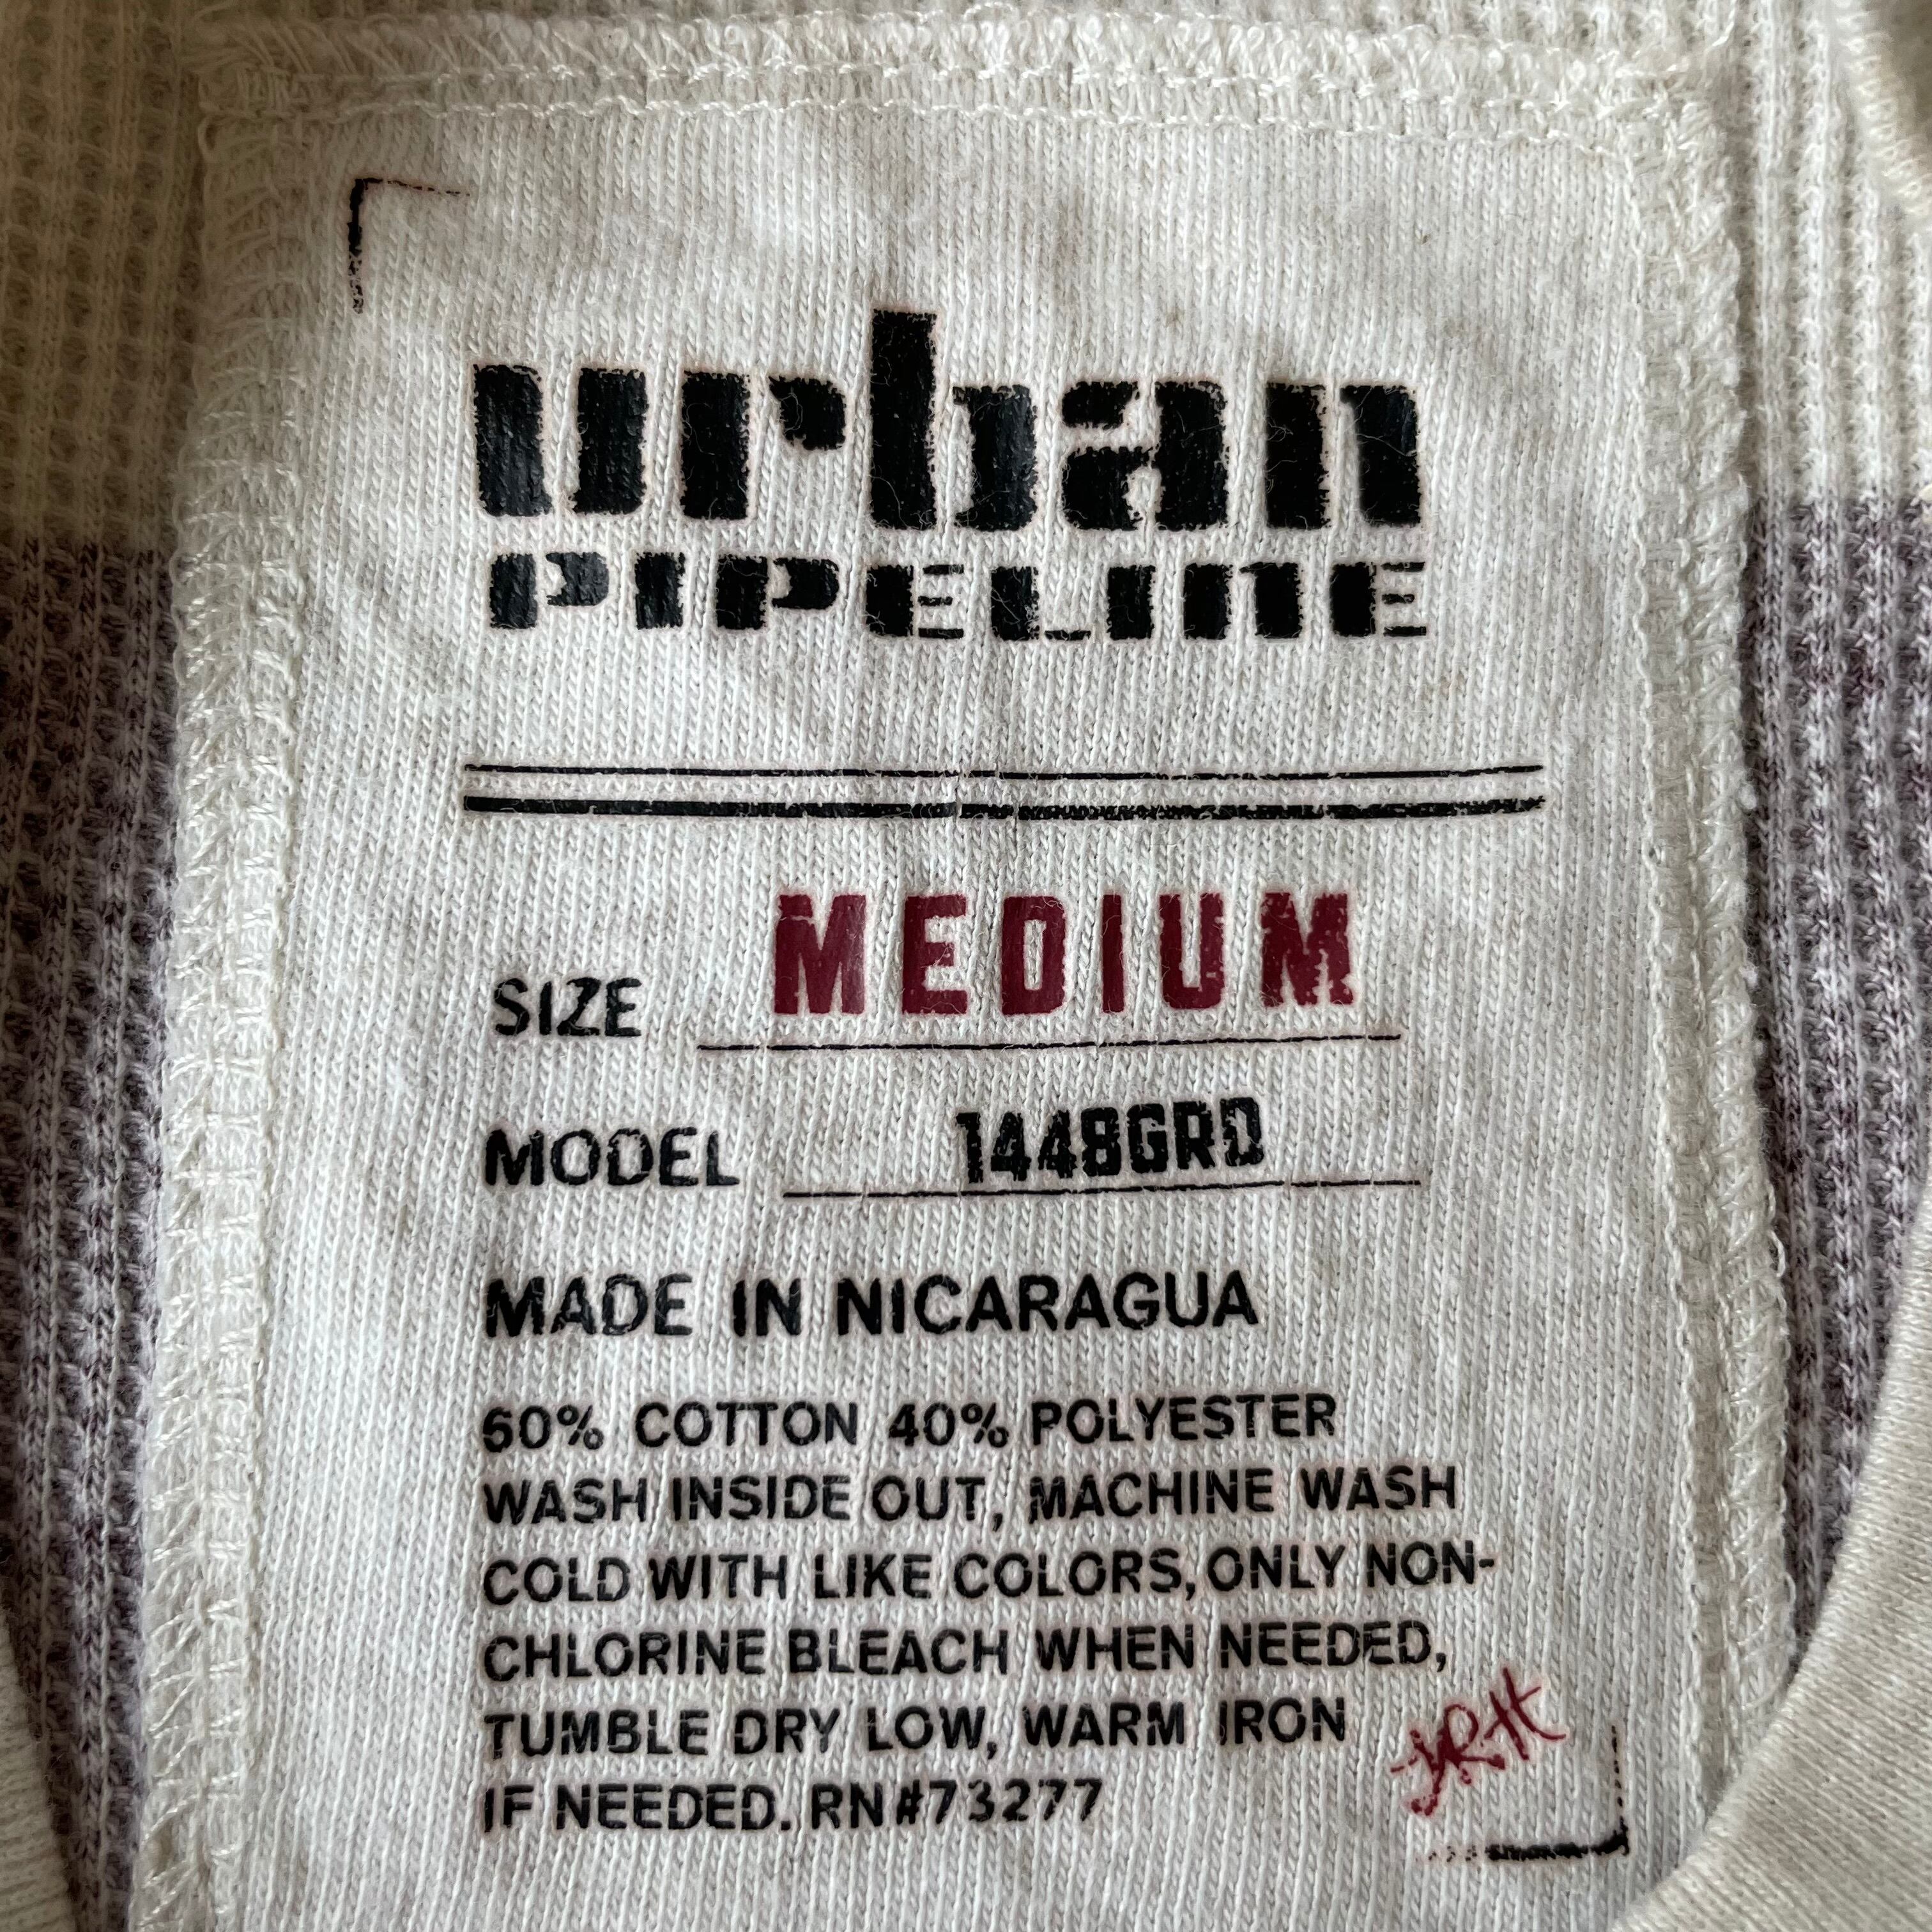 urban
PIPELINE
SIZE MEDIUM
MODEL 1448GRD
MADE IN NICARAGUA
60% COTTON 40% POLYESTER
WASH INSIDE OUT, MACHINE WASH
COLD WITH LIKE COLORS, ONLY NON-
CHLORINE BLEACH WHEN NEEDED,
TUMBLE DRY LOW, WARM IRON
IF NEEDED. RN#73277